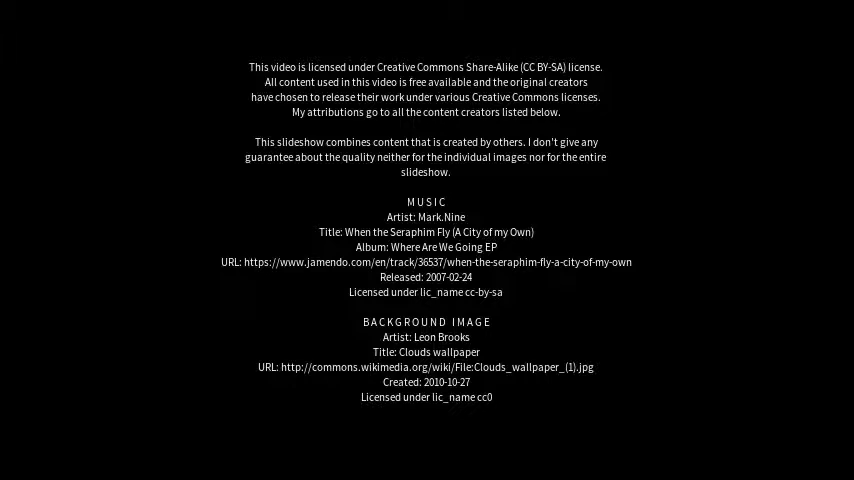 This video is licensed under Creative Commons Share-Alike (CC BY-SA) license.
All content used in this video is free available and the original creators
have chosen to release their work under various Creative Commons licenses.
My attributions go to all the content creators listed below.
This slideshow combines content that is created by others. I don't give any
guarantee about the quality neither for the individual images nor for the entire
slideshow.
M U S I C
Artist: Mark.Nine
Title: When the Seraphim Fly (A City of my Own)
Album: Where Are We Going EP
URL: https://www.jamendo.com/en/track/36537/when-the-seraphim-fly-a-city-of-my-own
Released: 2007-02-24
Licensed under lic_name cc-by-sa
B A C K G R O U N D   I M A G E
Artist: Leon Brooks
Title: Clouds wallpaper
URL: http://commons.wikimedia.org/wiki/File:Clouds_wallpaper_(1).jpg
Created: 2010-10-27
Licensed under lic_name cc0